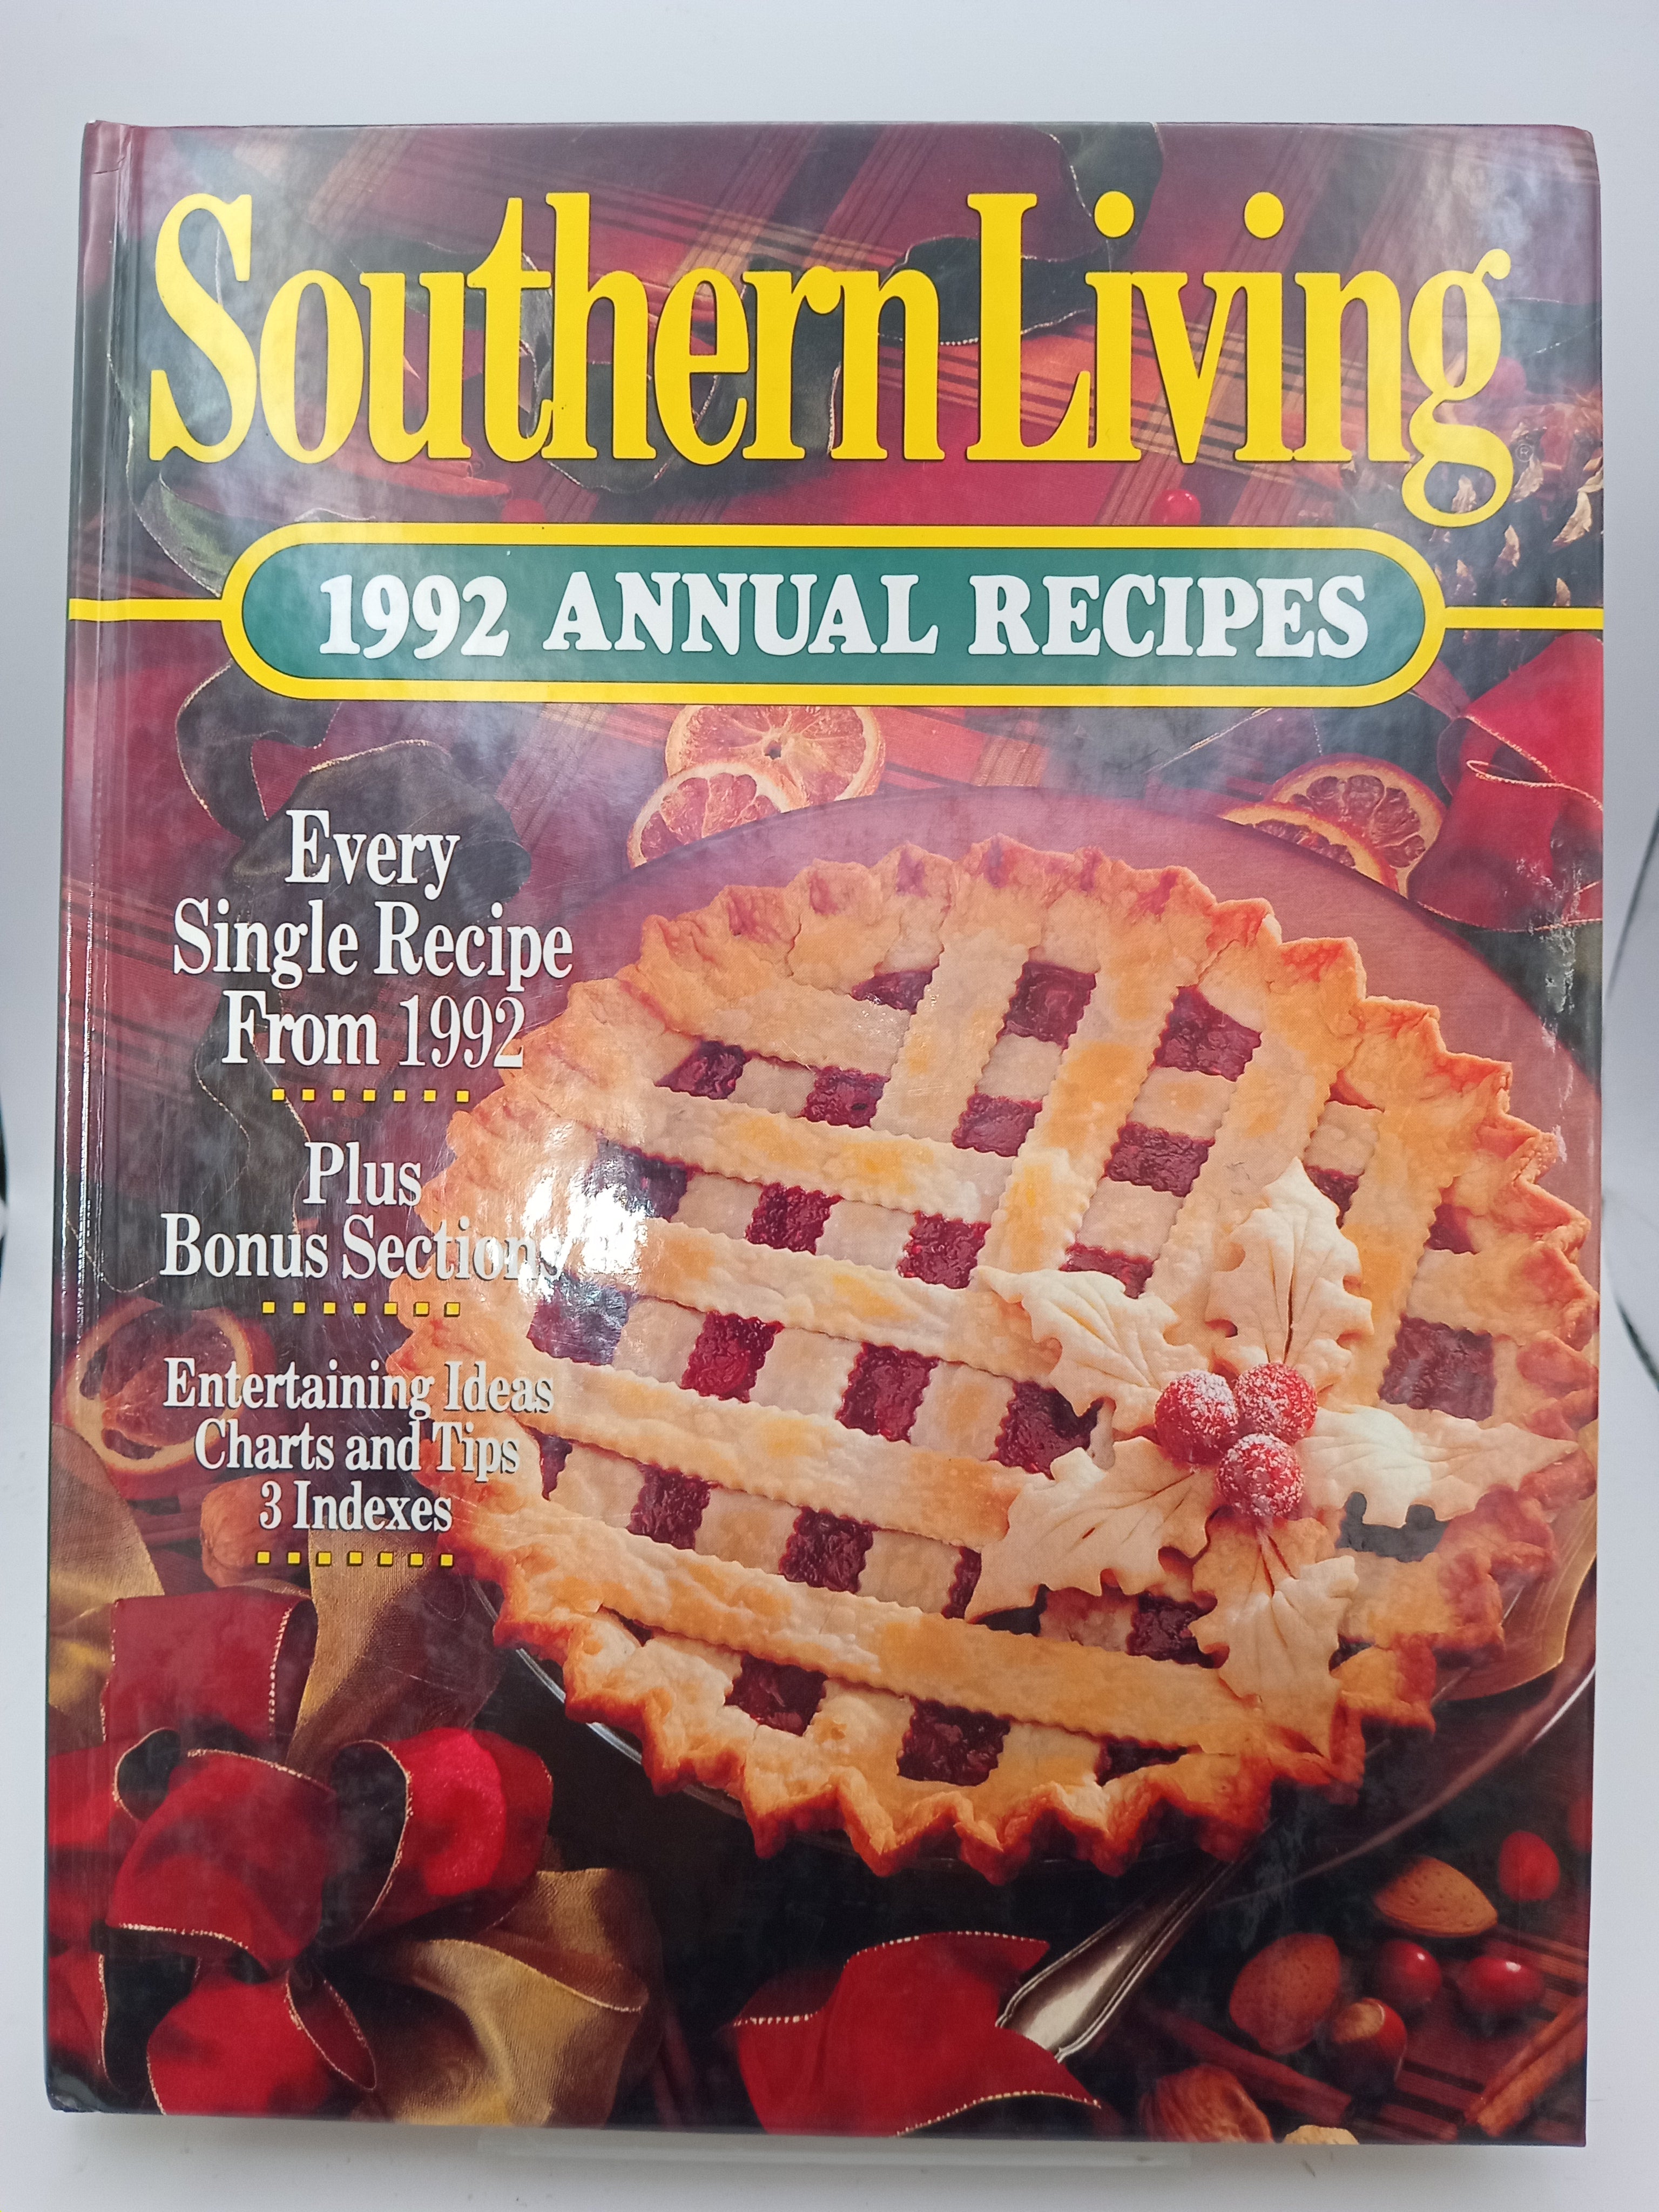 Southern Living
1992 ANNUAL RECIPES
Every
Single Recipe
From 1992
Plus
Bonus Sections
Entertaining Ideas
Charts and Tips
3 Indexes